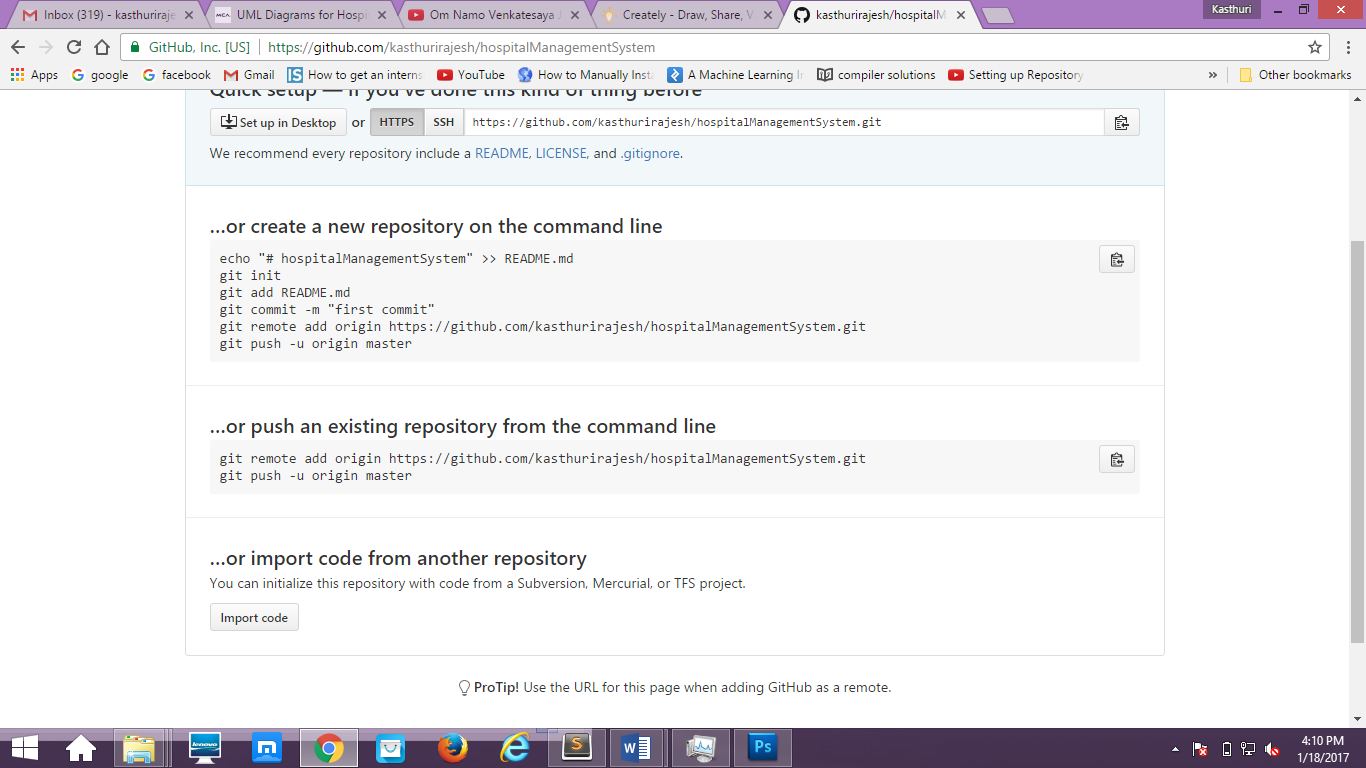 Inbox (319) - kasthuriraje
UML Diagrams for Hospi
Om Namo Venkatesaya J
Creately - Draw, Share, V
kasthurirajesh/hospitalM
Kasthuri
GitHub, Inc. [US]
https://github.com/kasthurirajesh/hospitalManagementSystem
Apps
google
facebook
Gmail
How to get an interns
YouTube
How to Manually Insta
A Machine Learning in
compiler solutions
Setting up Repository
»
Other bookmarks
Quick setup — if you've done this kind of thing before
Set up in Desktop or HTTPS SSH https://github.com/kasthurirajesh/hospitalManagementSystem.git
We recommend every repository include a README, LICENSE, and .gitignore.
...or create a new repository on the command line
echo "# hospitalManagementSystem" >> README.md
git init
git add README.md
git commit -m "first commit"
git remote add origin https://github.com/kasthurirajesh/hospitalManagementSystem.git
git push -u origin master
...or push an existing repository from the command line
git remote add origin https://github.com/kasthurirajesh/hospitalManagementSystem.git
git push -u origin master
...or import code from another repository
You can initialize this repository with code from a Subversion, Mercurial, or TFS project.
Import code
ProTip! Use the URL for this page when adding GitHub as a remote.
lenovo
Ps
4:10 PM
1/18/2017